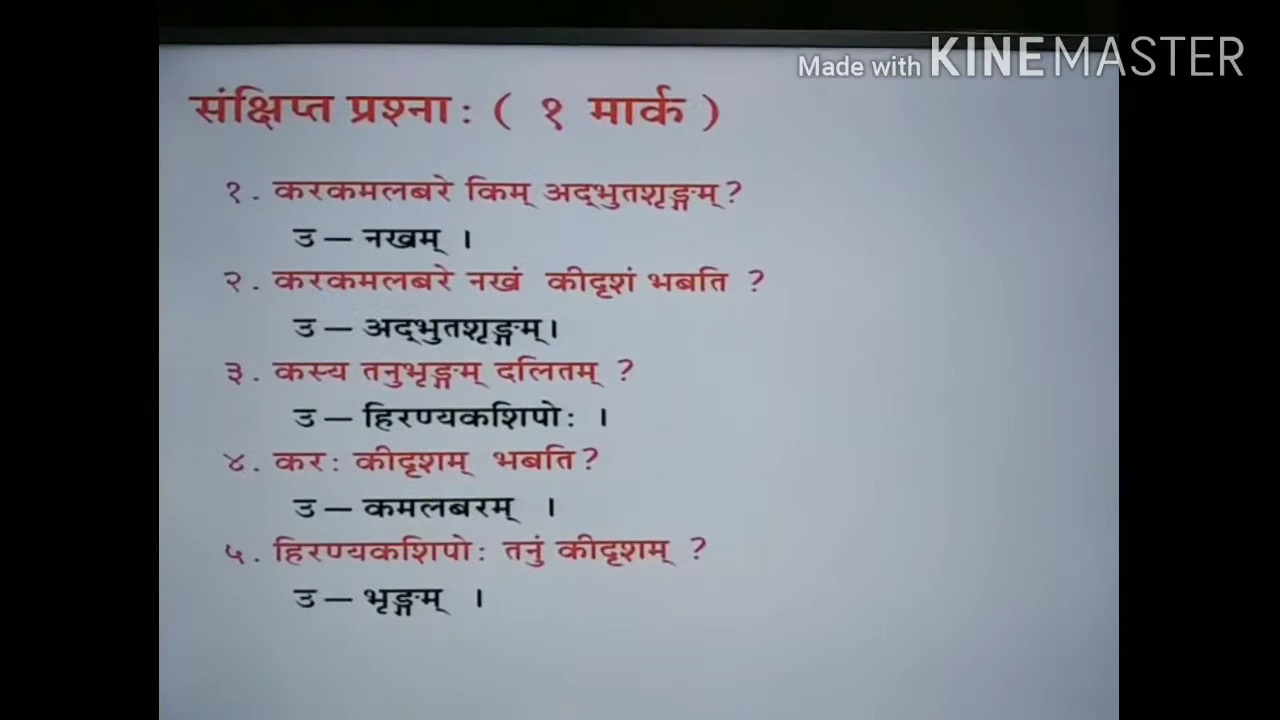 Made with KINEMASTER
संक्षिप्त प्रश्ना: ( १ मार्क )
१. करकमलबरे किम् अद्‌भुतशृङ्गम्?
उ – नखम् ।
२. करकमलबरे नखं कीदृशं भबति ?
उ – अद्‌भुतशृङ्गम्।
३. कस्य तनुभृङ्गम् दलितम् ?
उ – हिरण्यकशिपो: ।
४. कर: कीदृशम् भबति?
उ – कमलबरम् ।
५. हिरण्यकशिपो: तनुं कीदृशम् ?
उ – भृङ्गम् ।